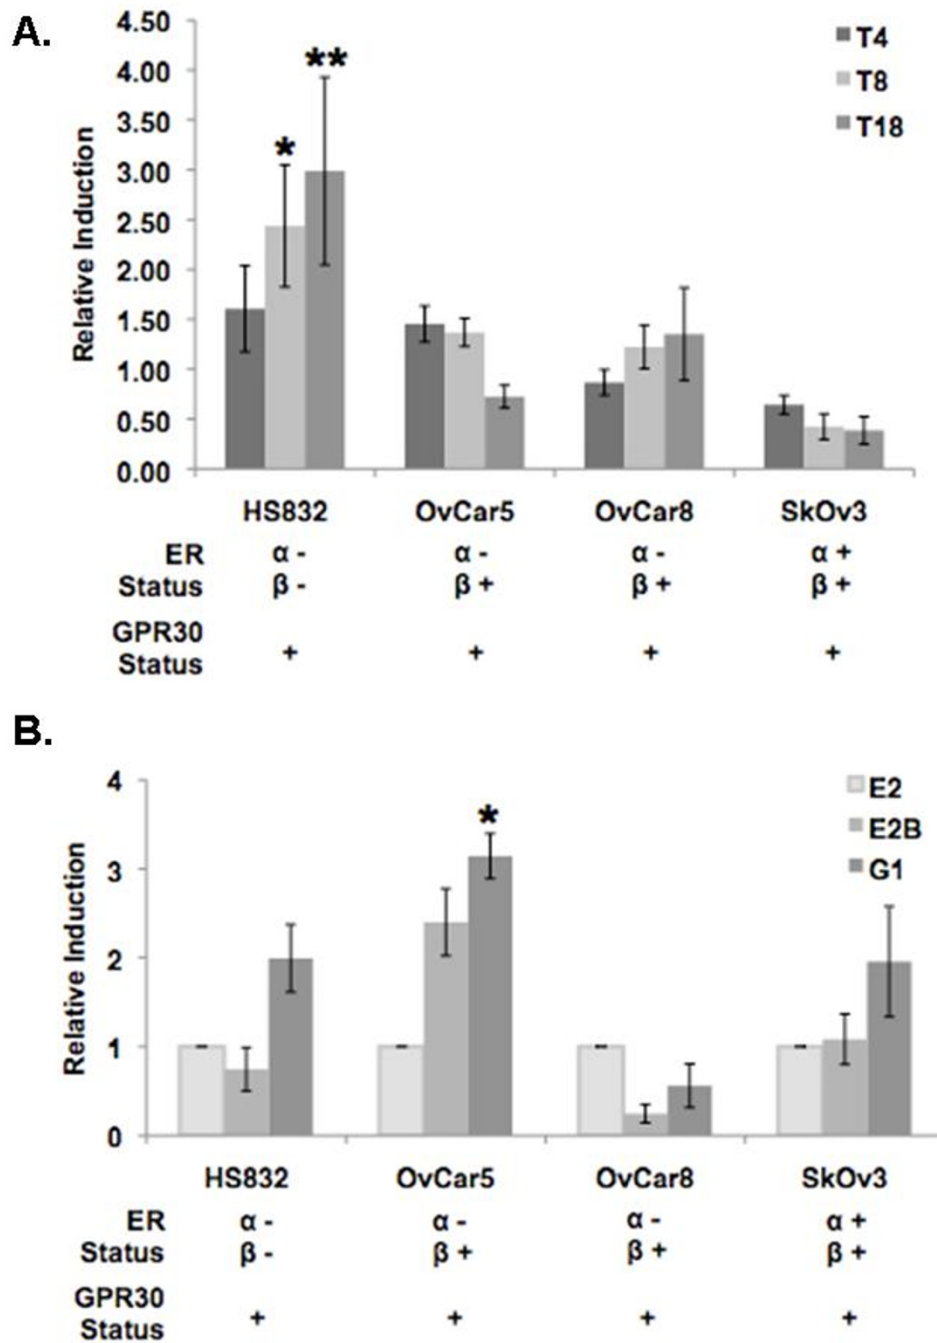 A.
4.50
4.00
3.50
3.00
2.50
2.00
1.50
1.00
0.50
0.00
Relative Induction
* **
T4
T8
T18
HS832 OvCar5 OvCar8 SkOv3
ER α - α - α - α +
Status β - β + β + β +
GPR30
Status + + + +
B.
4
3
2
1
0
Relative Induction
*
E2
E2B
G1
HS832 OvCar5 OvCar8 SkOv3
ER α - α - α - α +
Status β - β + β + β +
GPR30
Status + + + +